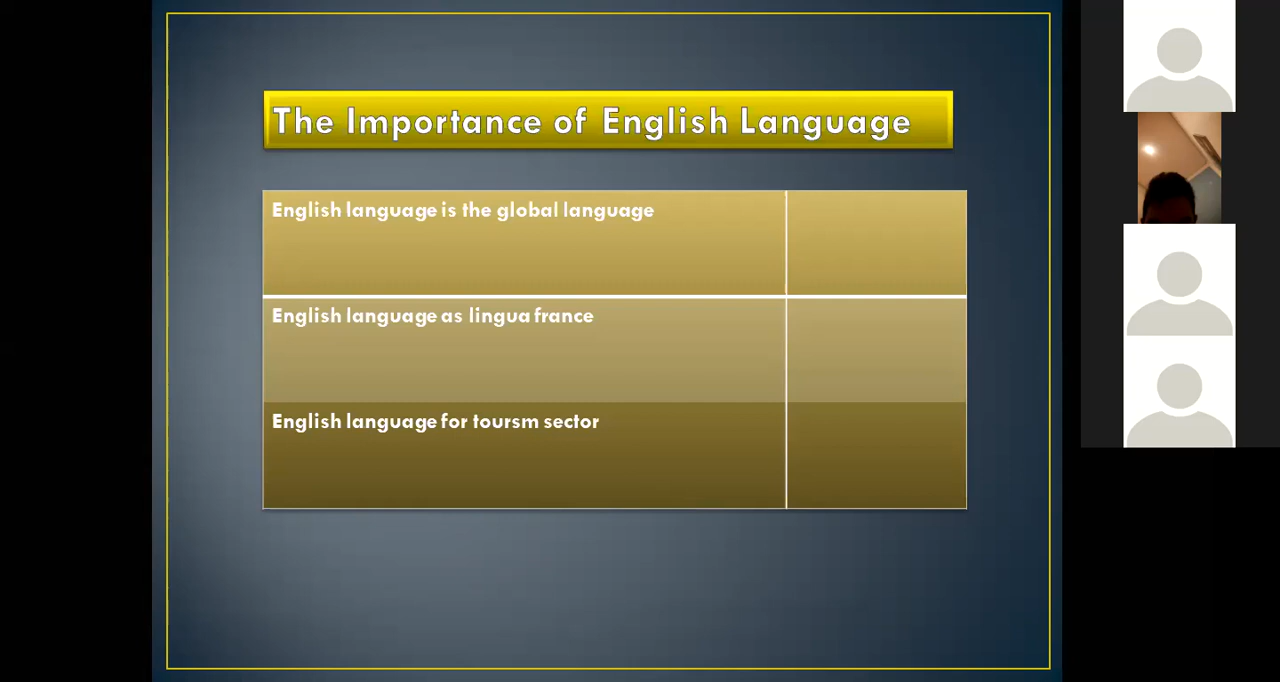 The Importance of English Language
English language is the global language
English language as lingua france
English language for toursm sector